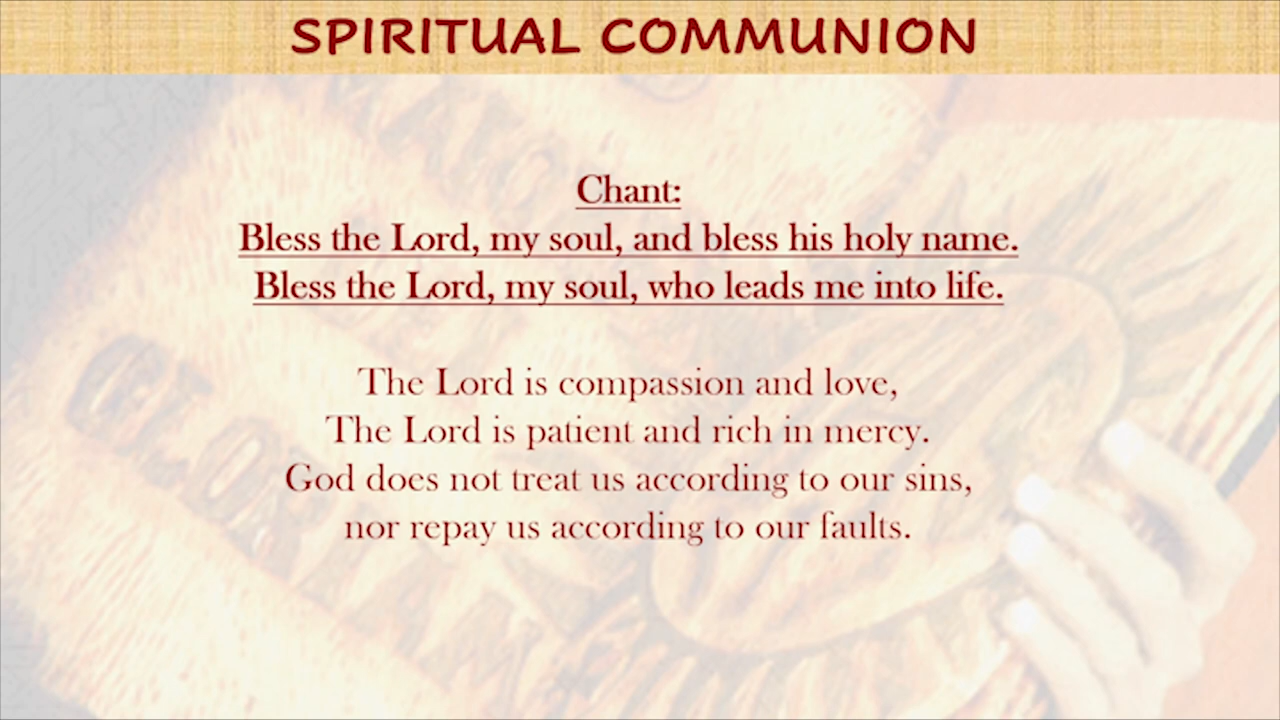 SPIRITUAL COMMUNION
Chant:
Bless the Lord, my soul, and bless his holy name.
Bless the Lord, my soul, who leads me into life.
The Lord is compassion and love,
The Lord is patient and rich in mercy.
God does not treat us according to our sins,
nor repay us according to our faults.